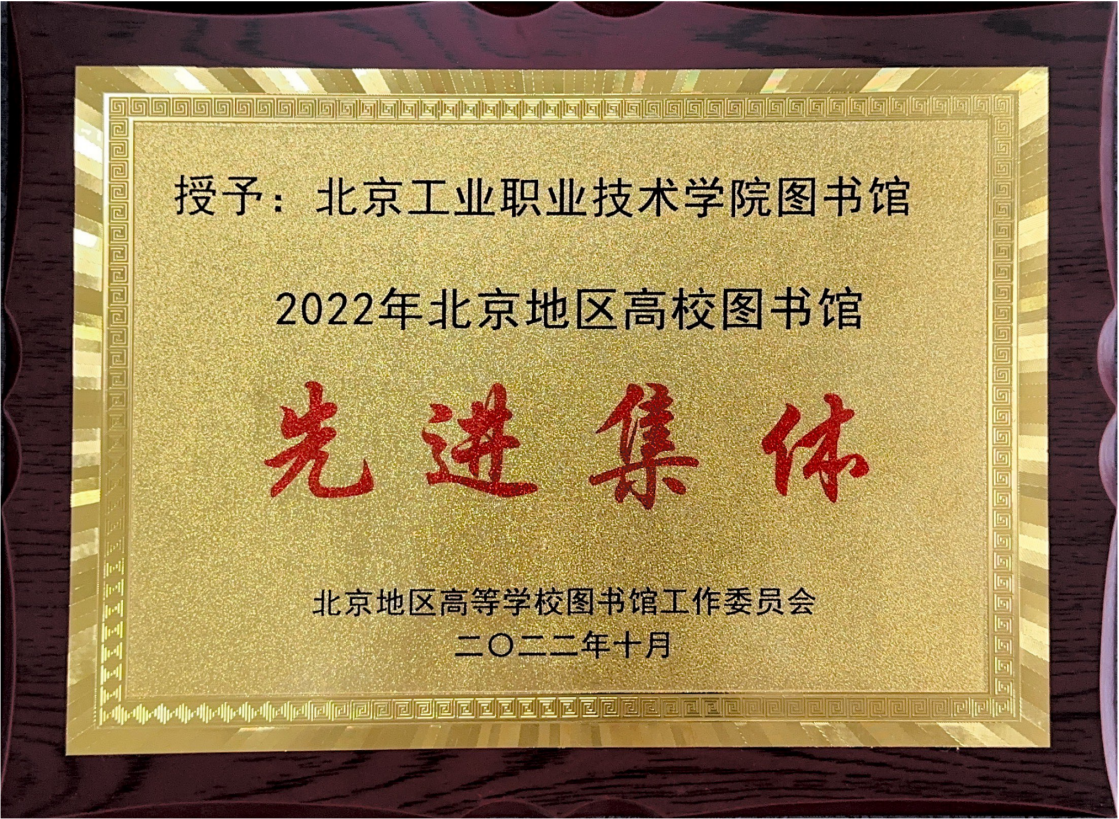 授予：北京工业职业技术学院图书馆
2022年北京地区高校图书馆
先进集体
北京地区高等学校图书馆工作委员会
二〇二二年十月